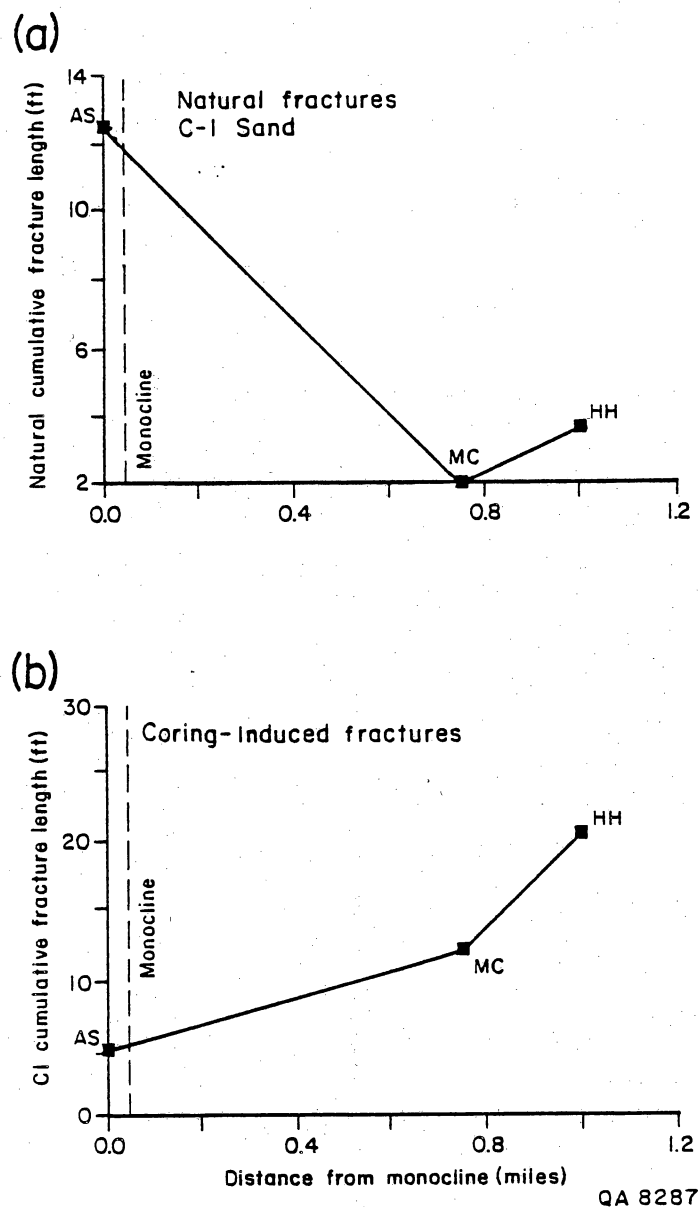 (a)
14
10
6
2
Natural cumulative fracture length (ft)
AS
Natural fractures
C-1 Sand
Monocline
MC
HH
0.0
0.4
0.8
1.2
(b)
30
20
10
0
CI cumulative fracture length (ft)
Coring-Induced fractures
AS
Monocline
MC
HH
0.0
0.4
0.8
1.2
Distance from monocline (miles)
QA 8287